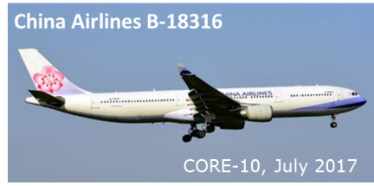 China Airlines B-18316
CHINA AIRLINES
CORE-10, July 2017